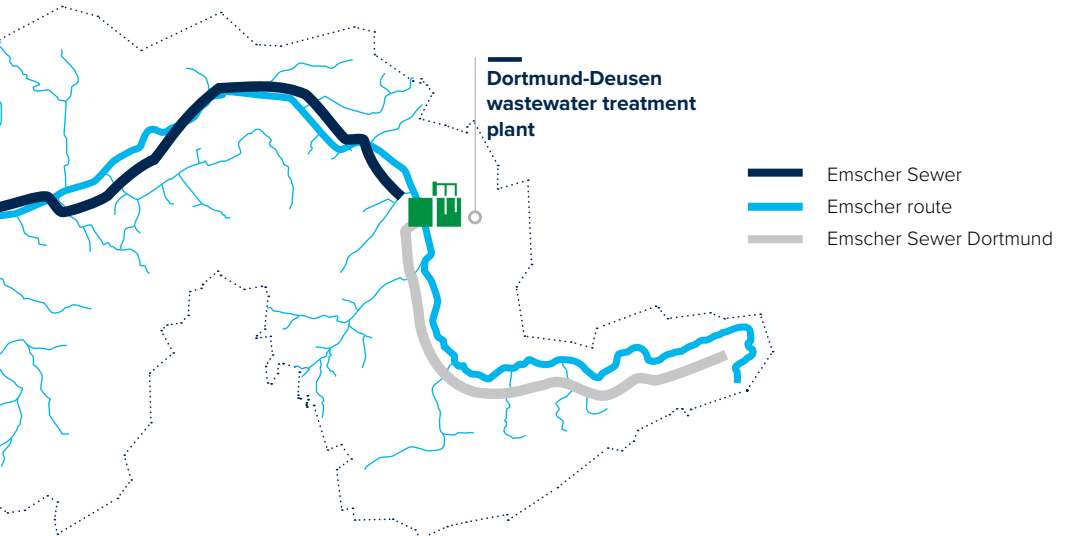 Dortmund-Deusen
wastewater treatment
plant
Emscher Sewer
Emscher route
Emscher Sewer Dortmund